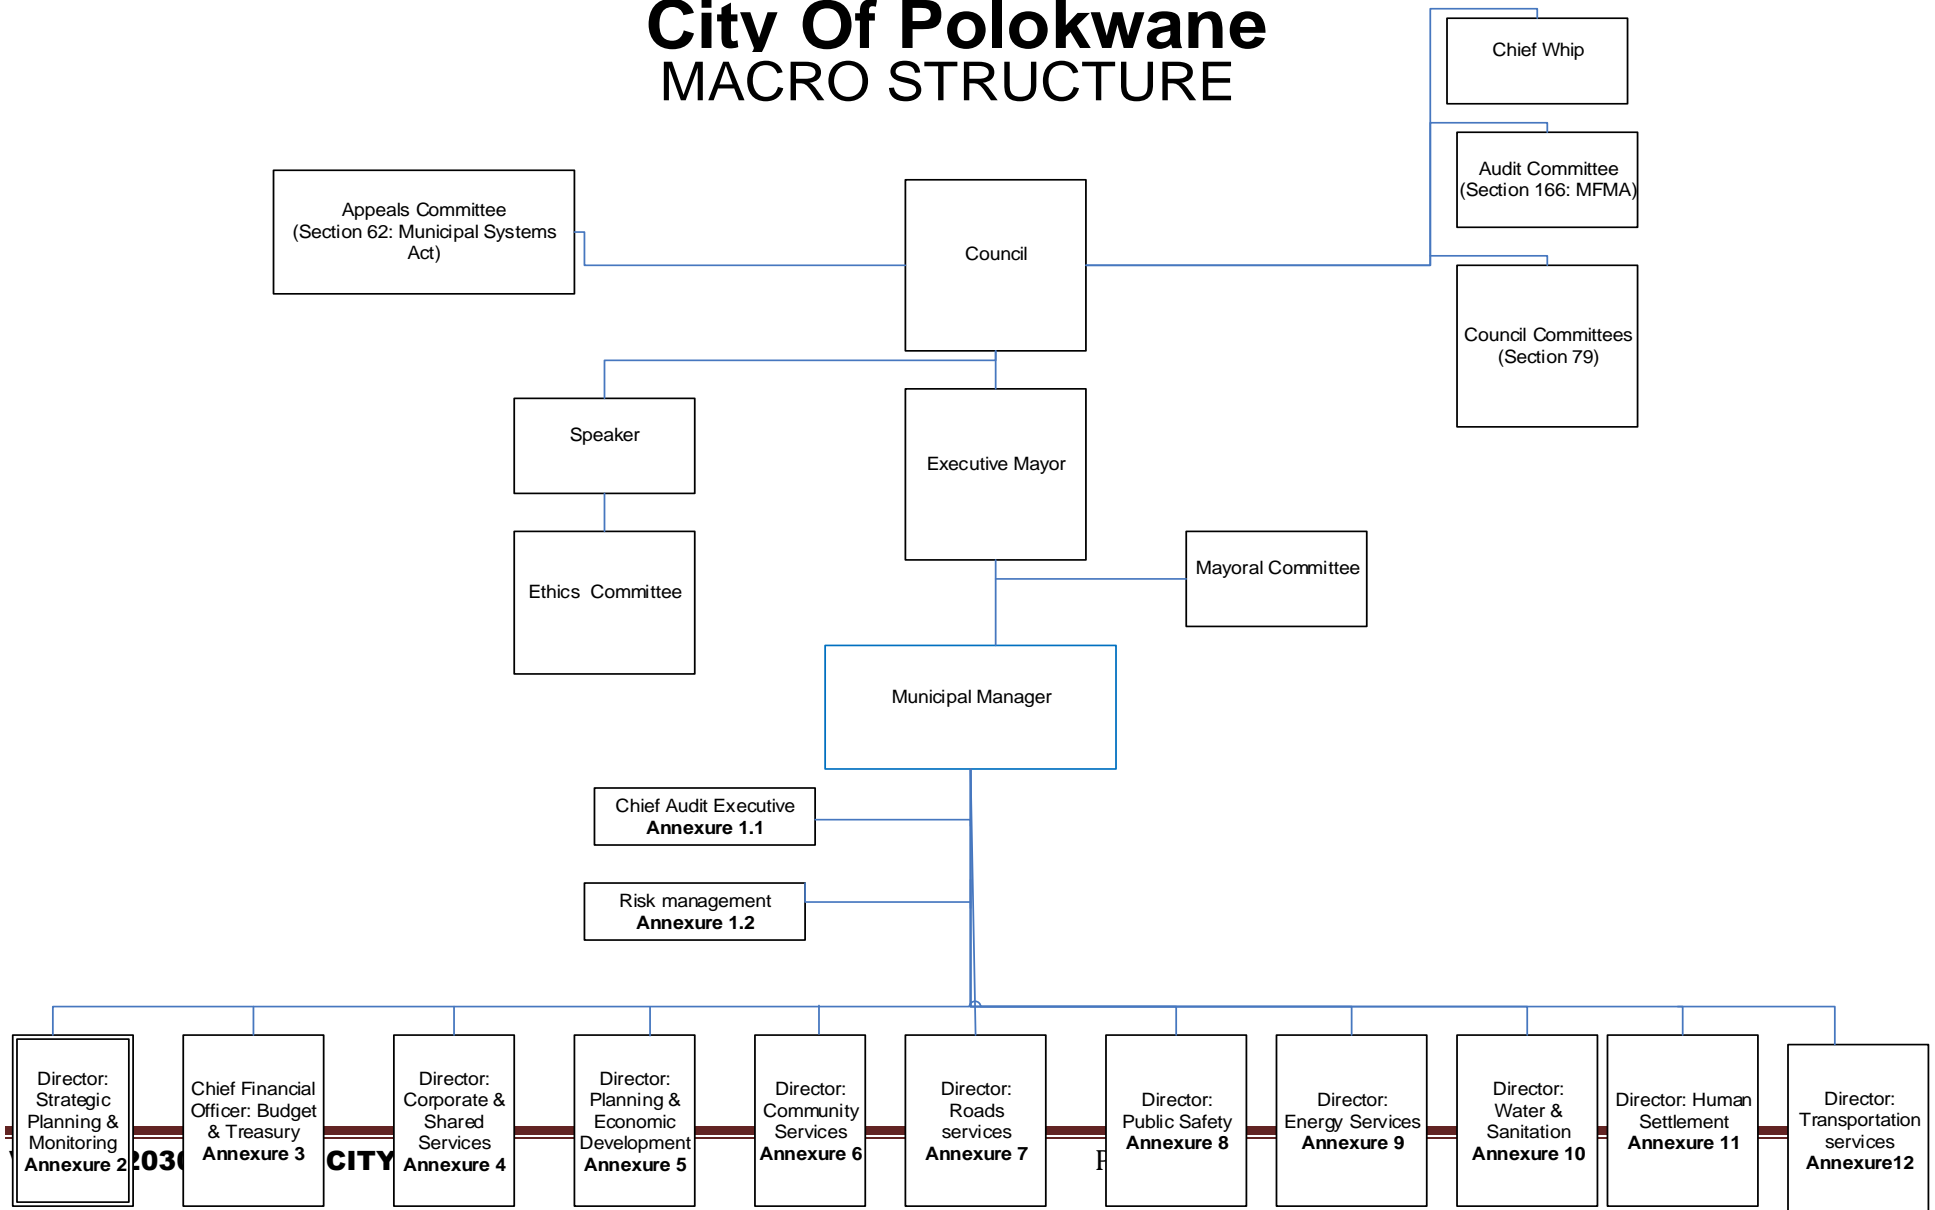 City Of Polokwane
MACRO STRUCTURE
Chief Whip
Audit Committee
(Section 166: MFMA)
Appeals Committee
(Section 62: Municipal Systems
Act)
Council
Council Committees
(Section 79)
Speaker
Executive Mayor
Ethics Committee
Mayoral Committee
Municipal Manager
Chief Audit Executive
Annexure 1.1
Risk management
Annexure 1.2
Director:
Strategic
Planning &
Monitoring
Annexure 2
Chief Financial
Officer: Budget
& Treasury
Annexure 3
Director:
Corporate &
Shared
Services
Annexure 4
Director:
Planning &
Economic
Development
Annexure 5
Director:
Community
Services
Annexure 6
Director:
Roads
services
Annexure 7
Director:
Public Safety
Annexure 8
Director:
Energy Services
Annexure 9
Director:
Water &
Sanitation
Annexure 10
Director: Human
Settlement
Annexure 11
Director:
Transportation
services
Annexure12
CITY